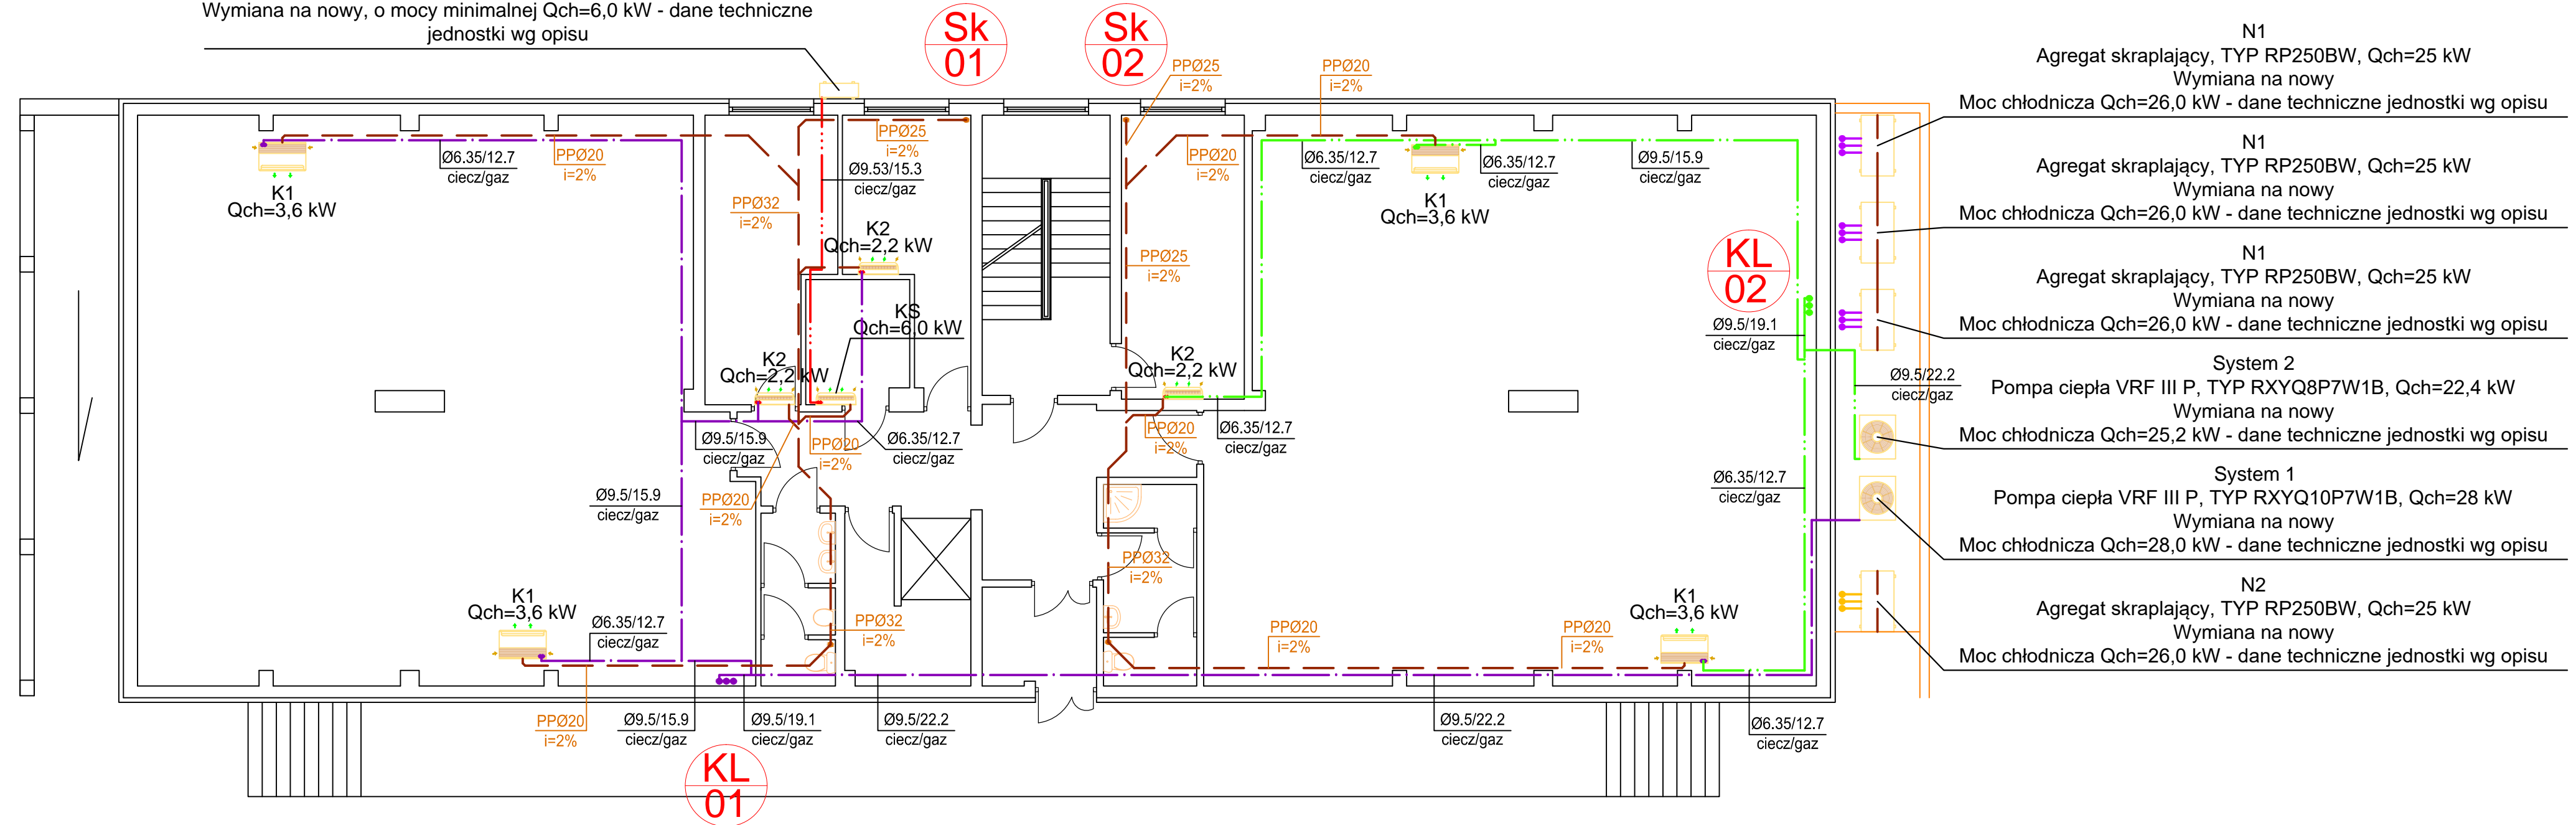 Wymiana na nowy, o mocy minimalnej Qch=6,0 kW - dane techniczne
jednostki wg opisu
Sk
01
Sk
02
PPØ25
i=2%
PPØ20
i=2%
N1
Agregat skraplający, TYP RP250BW, Qch=25 kW
Wymiana na nowy
Moc chłodnicza Qch=26,0 kW - dane techniczne jednostki wg opisu
N1
Agregat skraplający, TYP RP250BW, Qch=25 kW
Wymiana na nowy
Moc chłodnicza Qch=26,0 kW - dane techniczne jednostki wg opisu
N1
Agregat skraplający, TYP RP250BW, Qch=25 kW
Wymiana na nowy
Moc chłodnicza Qch=26,0 kW - dane techniczne jednostki wg opisu
System 2
Pompa ciepła VRF III P, TYP RXYQ8P7W1B, Qch=22,4 kW
Wymiana na nowy
Moc chłodnicza Qch=25,2 kW - dane techniczne jednostki wg opisu
System 1
Pompa ciepła VRF III P, TYP RXYQ10P7W1B, Qch=28 kW
Wymiana na nowy
Moc chłodnicza Qch=28,0 kW - dane techniczne jednostki wg opisu
N2
Agregat skraplający, TYP RP250BW, Qch=25 kW
Wymiana na nowy
Moc chłodnicza Qch=26,0 kW - dane techniczne jednostki wg opisu
K1
Qch=3,6 kW
Ø6.35/12.7
ciecz/gaz
PPØ20
i=2%
PPØ25
i=2%
Ø9.53/15.3
ciecz/gaz
PPØ32
i=2%
K2
Qch=2,2 kW
KS
Qch=6,0 kW
K2
Qch=2,2 kW
Ø9.5/15.9
ciecz/gaz
PPØ20
i=2%
Ø6.35/12.7
ciecz/gaz
Ø9.5/15.9
ciecz/gaz
PPØ20
i=2%
K1
Qch=3,6 kW
Ø6.35/12.7
ciecz/gaz
PPØ32
i=2%
PPØ20
i=2%
Ø9.5/15.9
ciecz/gaz
Ø9.5/19.1
ciecz/gaz
Ø9.5/22.2
ciecz/gaz
KL
01
PPØ20
i=2%
Ø6.35/12.7
ciecz/gaz
K1
Qch=3,6 kW
Ø6.35/12.7
ciecz/gaz
Ø9.5/15.9
ciecz/gaz
PPØ25
i=2%
KL
02
Ø9.5/19.1
ciecz/gaz
K2
Qch=2,2 kW
Ø9.5/22.2
ciecz/gaz
PPØ20
i=2%
Ø6.35/12.7
ciecz/gaz
Ø6.35/12.7
ciecz/gaz
PPØ32
i=2%
K1
Qch=3,6 kW
PPØ20
i=2%
PPØ20
i=2%
Ø9.5/22.2
ciecz/gaz
Ø6.35/12.7
ciecz/gaz